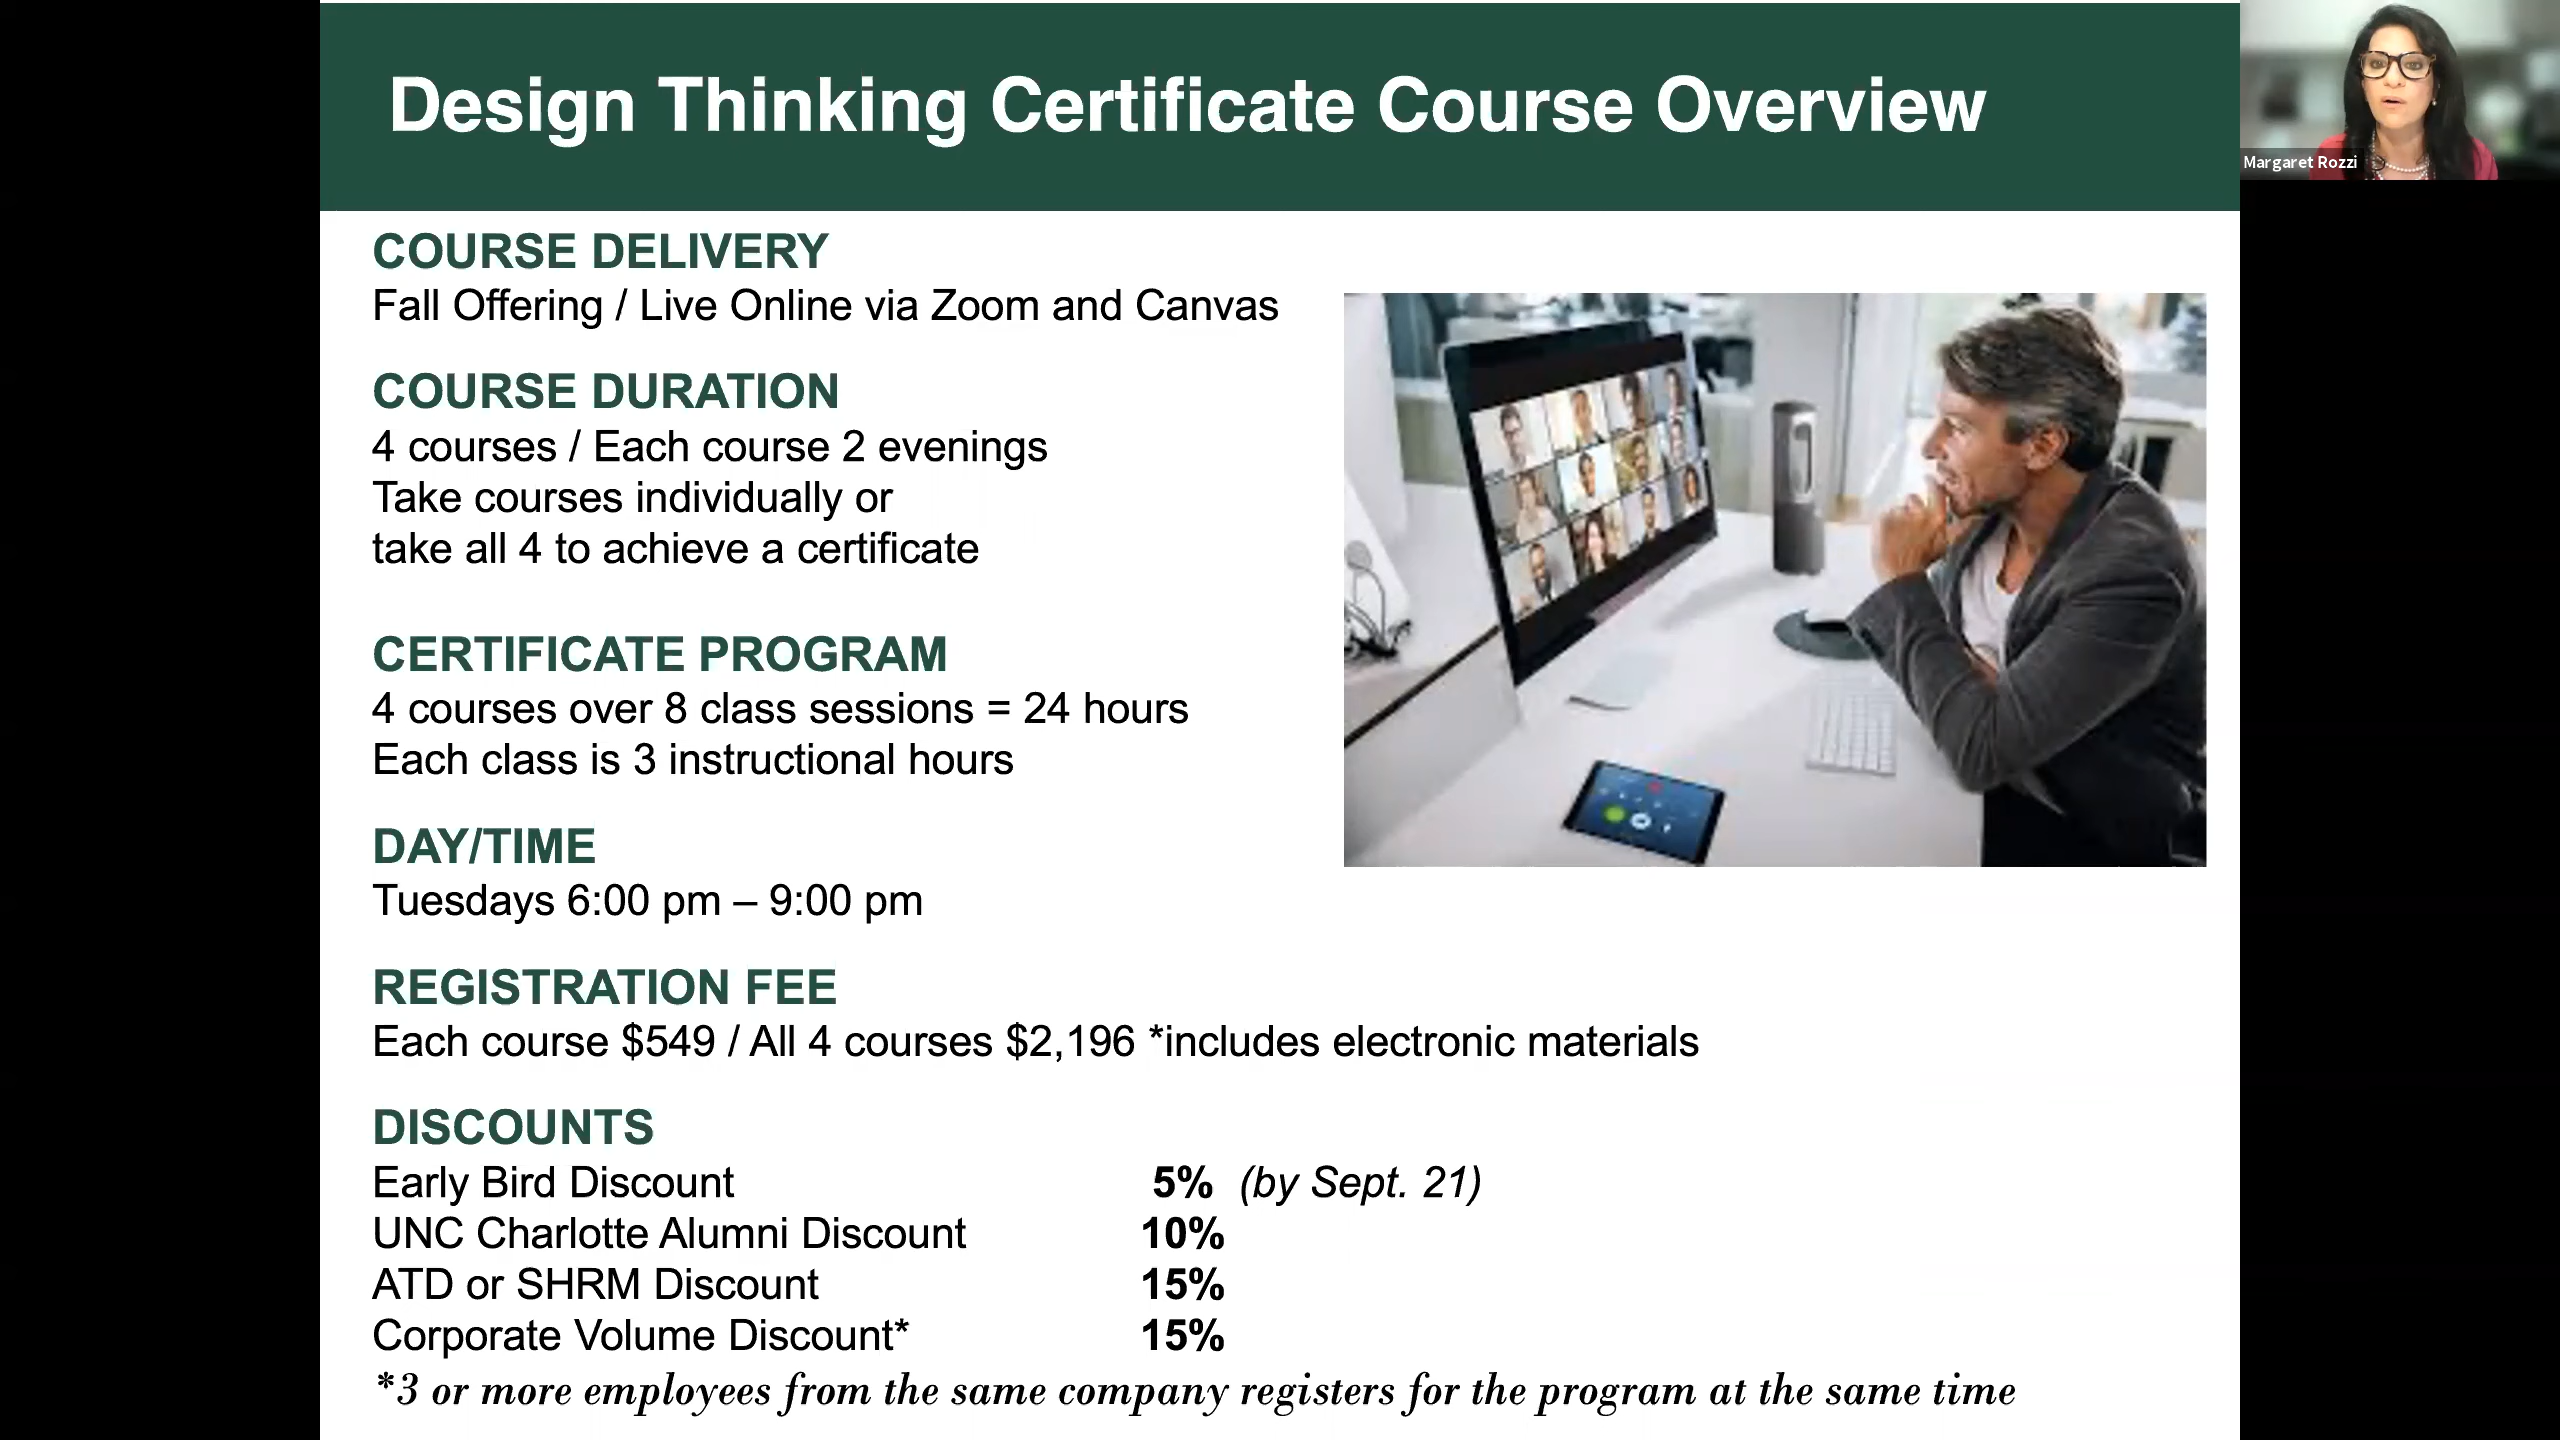 Design Thinking Certificate Course Overview
Margaret Rozzi
COURSE DELIVERY
Fall Offering / Live Online via Zoom and Canvas
COURSE DURATION
4 courses / Each course 2 evenings
Take courses individually or
take all 4 to achieve a certificate
CERTIFICATE PROGRAM
4 courses over 8 class sessions = 24 hours
Each class is 3 instructional hours
DAY/TIME
Tuesdays 6:00 pm – 9:00 pm
REGISTRATION FEE
Each course $549 / All 4 courses $2,196 *includes electronic materials
DISCOUNTS
Early Bird Discount 5% (by Sept. 21)
UNC Charlotte Alumni Discount 10%
ATD or SHRM Discount 15%
Corporate Volume Discount* 15%
*3 or more employees from the same company registers for the program at the same time